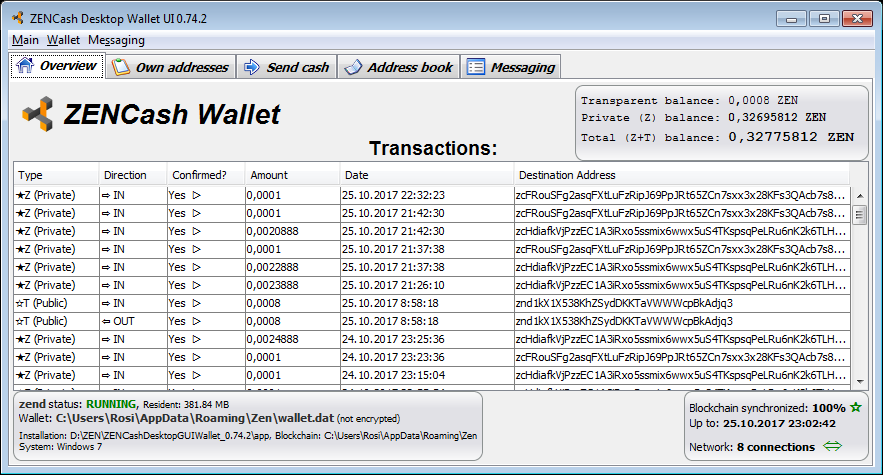 ZENCash Desktop Wallet UI 0.74.2
Main Wallet Messaging
Overview Own addresses Send cash Address book Messaging
ZENCash Wallet
Transparent balance: 0,0008 ZEN
Private (Z) balance: 0,32695812 ZEN
Total (Z+T) balance: 0,32775812 ZEN
Transactions:
Type Direction Confirmed? Amount Date Destination Address
★Z (Private) ⇨ IN Yes ▷ 0,0001 25.10.2017 22:32:23 zcFRouSFg2asqFXtLuFzRipJ69PpJRt65ZCn7sxx3x28KFs3QAcb7s8...
★Z (Private) ⇨ IN Yes ▷ 0,0001 25.10.2017 21:42:30 zcFRouSFg2asqFXtLuFzRipJ69PpJRt65ZCn7sxx3x28KFs3QAcb7s8...
★Z (Private) ⇨ IN Yes ▷ 0,0020888 25.10.2017 21:42:30 zcHdiafkVjPzzEC1A3iRxo5ssmix6wwx5uS4TKspsqPeLRu6nK2k6TLH...
★Z (Private) ⇨ IN Yes ▷ 0,0001 25.10.2017 21:37:38 zcFRouSFg2asqFXtLuFzRipJ69PpJRt65ZCn7sxx3x28KFs3QAcb7s8...
★Z (Private) ⇨ IN Yes ▷ 0,0022888 25.10.2017 21:37:38 zcHdiafkVjPzzEC1A3iRxo5ssmix6wwx5uS4TKspsqPeLRu6nK2k6TLH...
★Z (Private) ⇨ IN Yes ▷ 0,0023888 25.10.2017 21:26:10 zcHdiafkVjPzzEC1A3iRxo5ssmix6wwx5uS4TKspsqPeLRu6nK2k6TLH...
☆T (Public) ⇨ IN Yes ▷ 0,0008 25.10.2017 8:58:18 znd1kX1X538KhZSydDKKTaVWWWcpBkAdjq3
☆T (Public) ⇦ OUT Yes ▷ 0,0008 25.10.2017 8:58:18 znd1kX1X538KhZSydDKKTaVWWWcpBkAdjq3
★Z (Private) ⇨ IN Yes ▷ 0,0024888 24.10.2017 23:25:36 zcHdiafkVjPzzEC1A3iRxo5ssmix6wwx5uS4TKspsqPeLRu6nK2k6TLH...
★Z (Private) ⇨ IN Yes ▷ 0,0001 24.10.2017 23:23:36 zcFRouSFg2asqFXtLuFzRipJ69PpJRt65ZCn7sxx3x28KFs3QAcb7s8...
★Z (Private) ⇨ IN Yes ▷ 0,0001 24.10.2017 23:15:04 zcHdiafkVjPzzEC1A3iRxo5ssmix6wwx5uS4TKspsqPeLRu6nK2k6TLH...
zend status: RUNNING, Resident: 381.84 MB
Wallet: C:\Users\Rosi\AppData\Roaming\Zen\wallet.dat (not encrypted)
Installation: D:\ZEN\ZENCashDesktopGUIWallet_0.74.2\app, Blockchain: C:\Users\Rosi\AppData\Roaming\Zen
System: Windows 7
Blockchain synchronized: 100% ☆
Up to: 25.10.2017 23:02:42
Network: 8 connections